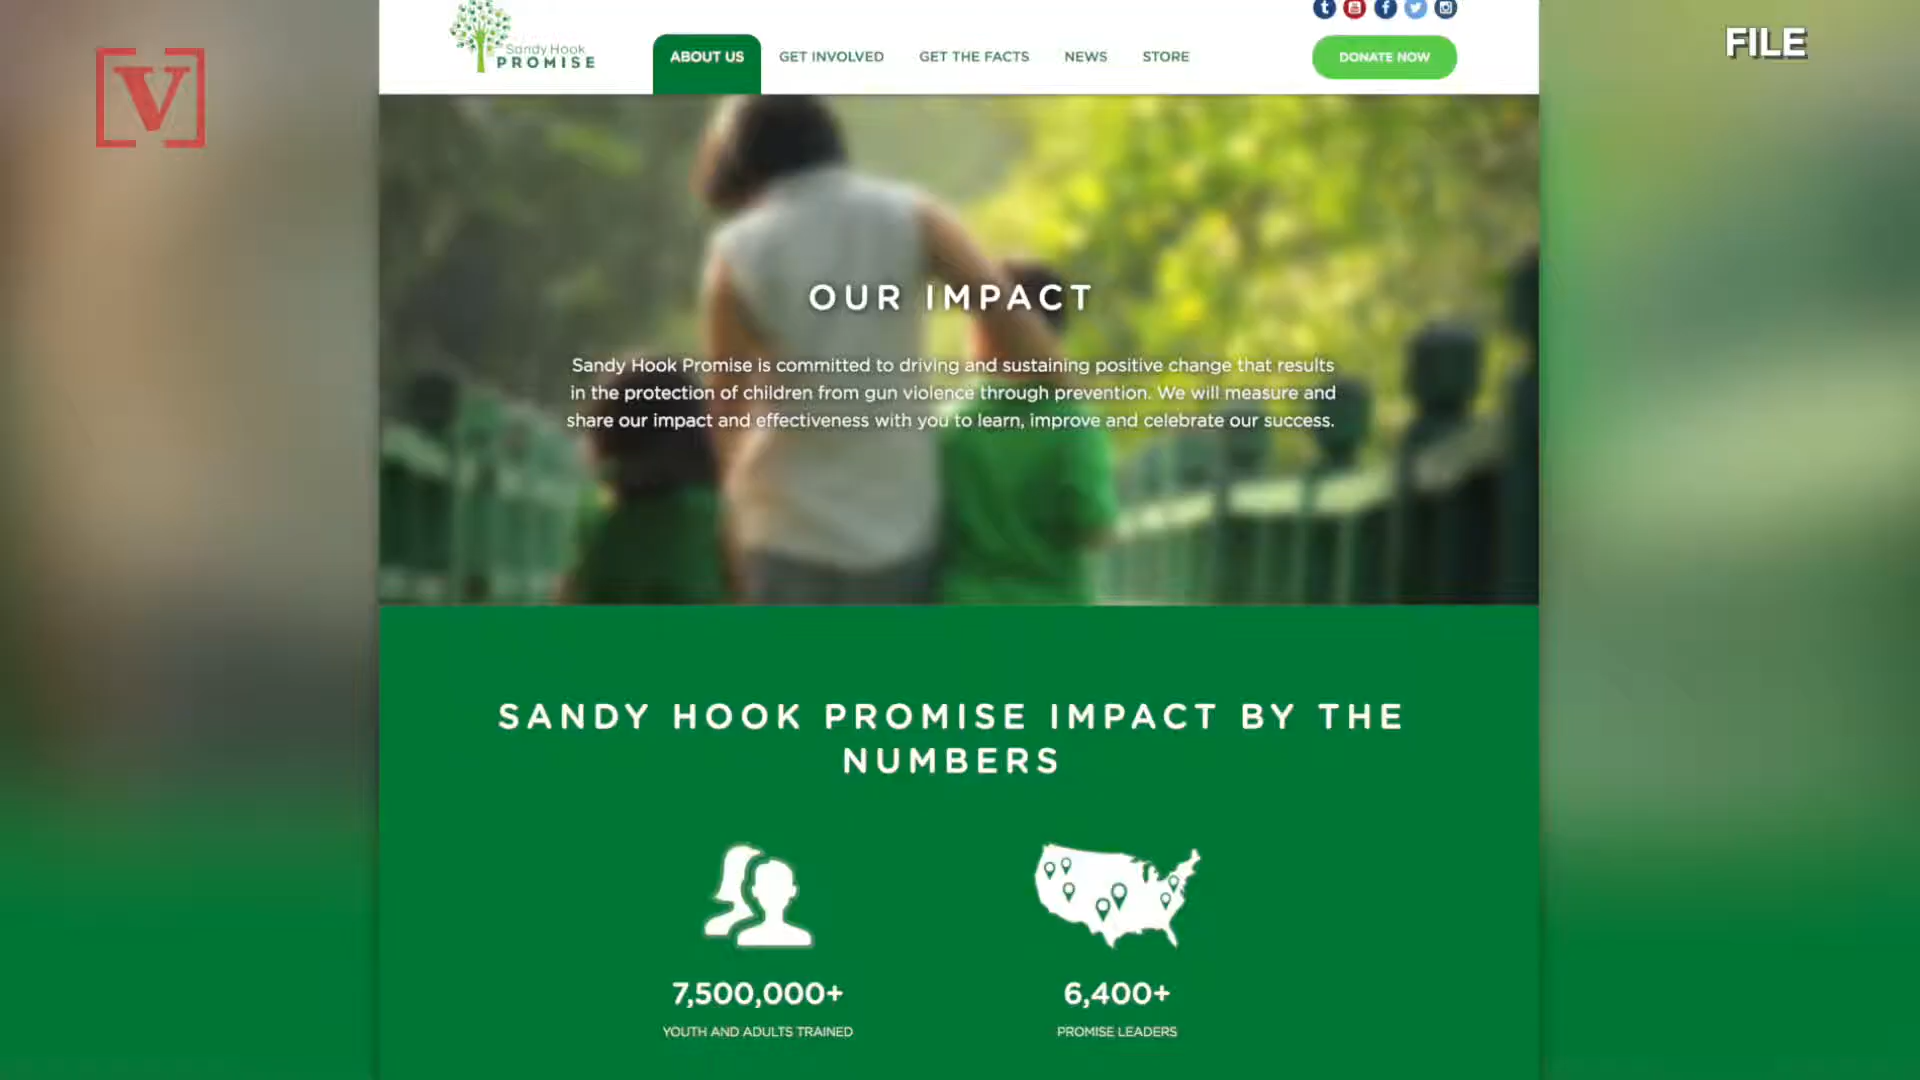 V
FILE
Sandy Hook
PROMISE
ABOUT US
GET INVOLVED
GET THE FACTS
NEWS
STORE
DONATE NOW
OUR IMPACT
Sandy Hook Promise is committed to driving and sustaining positive change that results
in the protection of children from gun violence through prevention. We will measure and
share our impact and effectiveness with you to learn, improve and celebrate our success.
SANDY HOOK PROMISE IMPACT BY THE
NUMBERS
7,500,000+
YOUTH AND ADULTS TRAINED
6,400+
PROMISE LEADERS